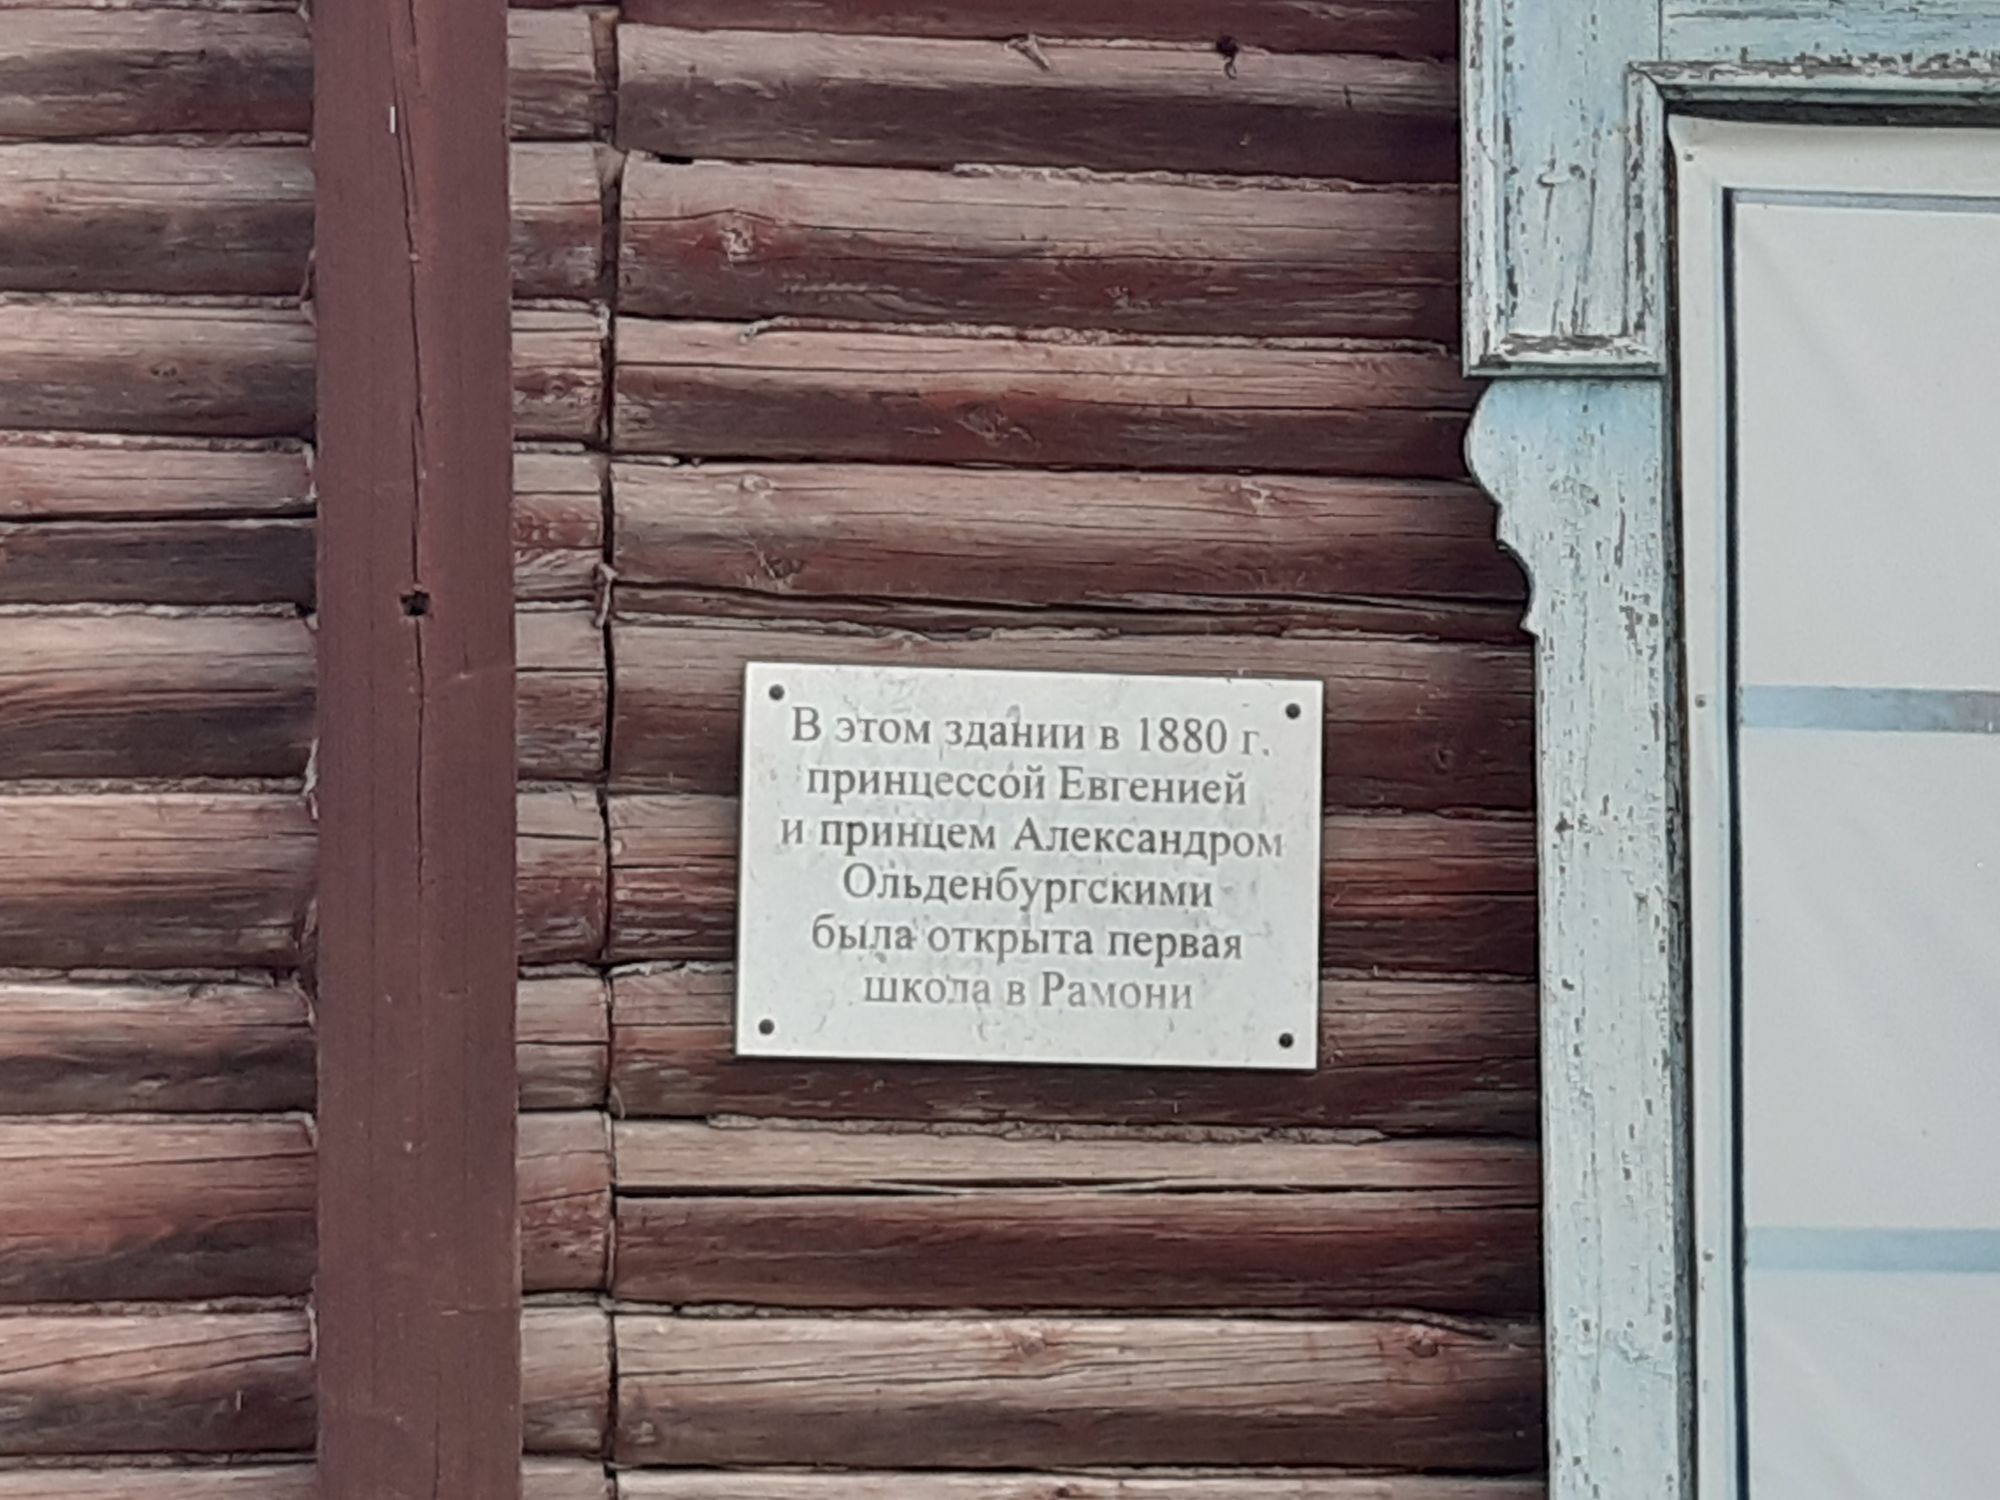 В этом здании в 1880 г.
принцессой Евгенией
и принцем Александром
Ольденбургскими
была открыта первая
школа в Рамони